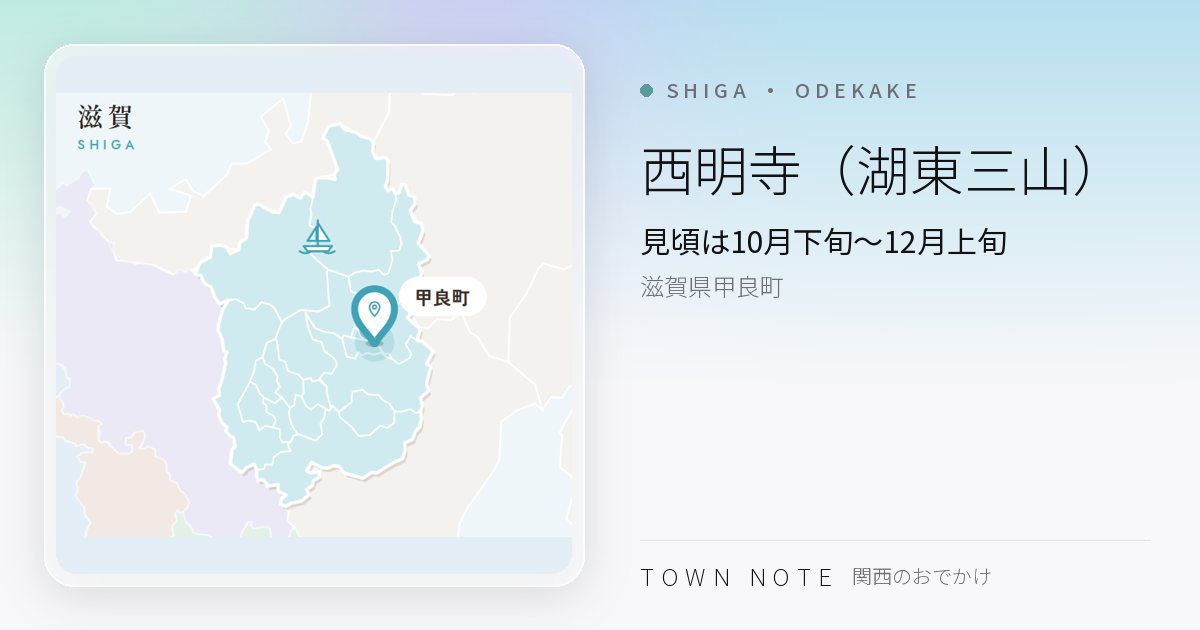 滋賀
SHIGA
甲良町
SHIGA • ODEKAKE
西明寺（湖東三山）
見頃は10月下旬〜12月上旬
滋賀県甲良町
TOWN NOTE 関西のおでかけ